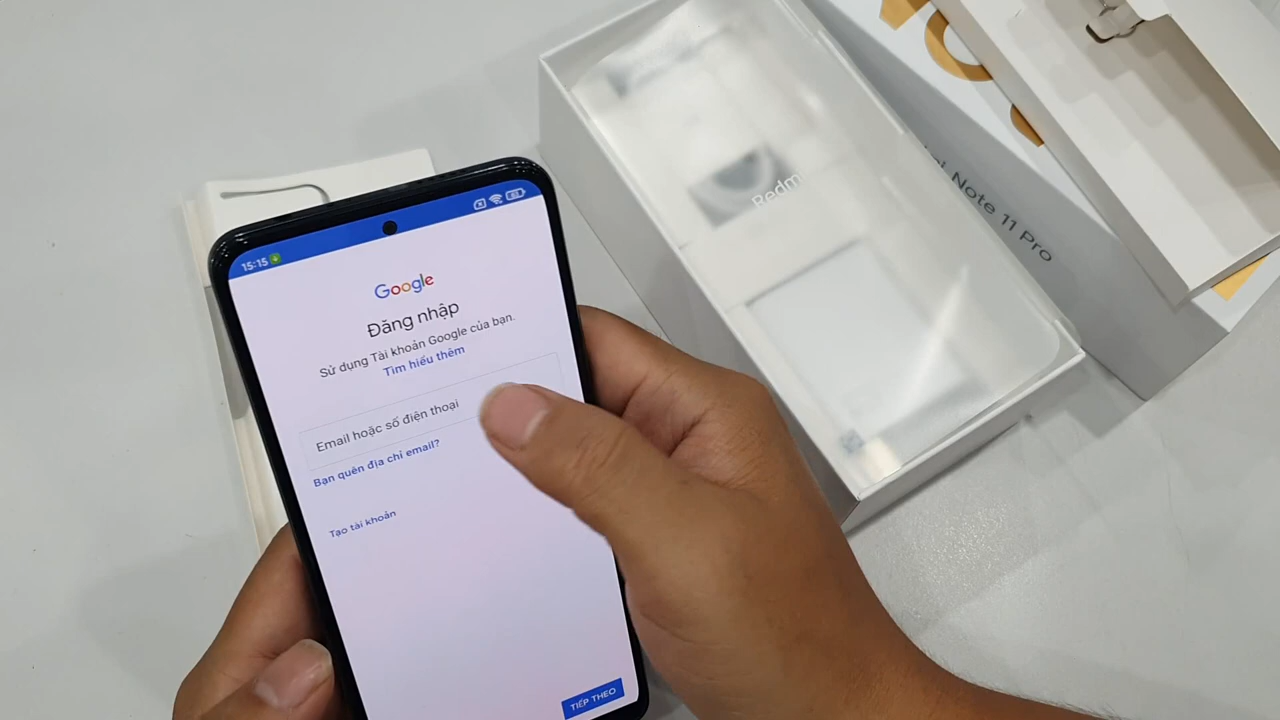 15:15
Google
Đăng nhập
Sử dụng Tài khoản Google của bạn.
Tìm hiểu thêm
Email hoặc số điện thoại
Bạn quên địa chỉ email?
Tạo tài khoản
TIẾP THEO
Redm
Note 11 Pro